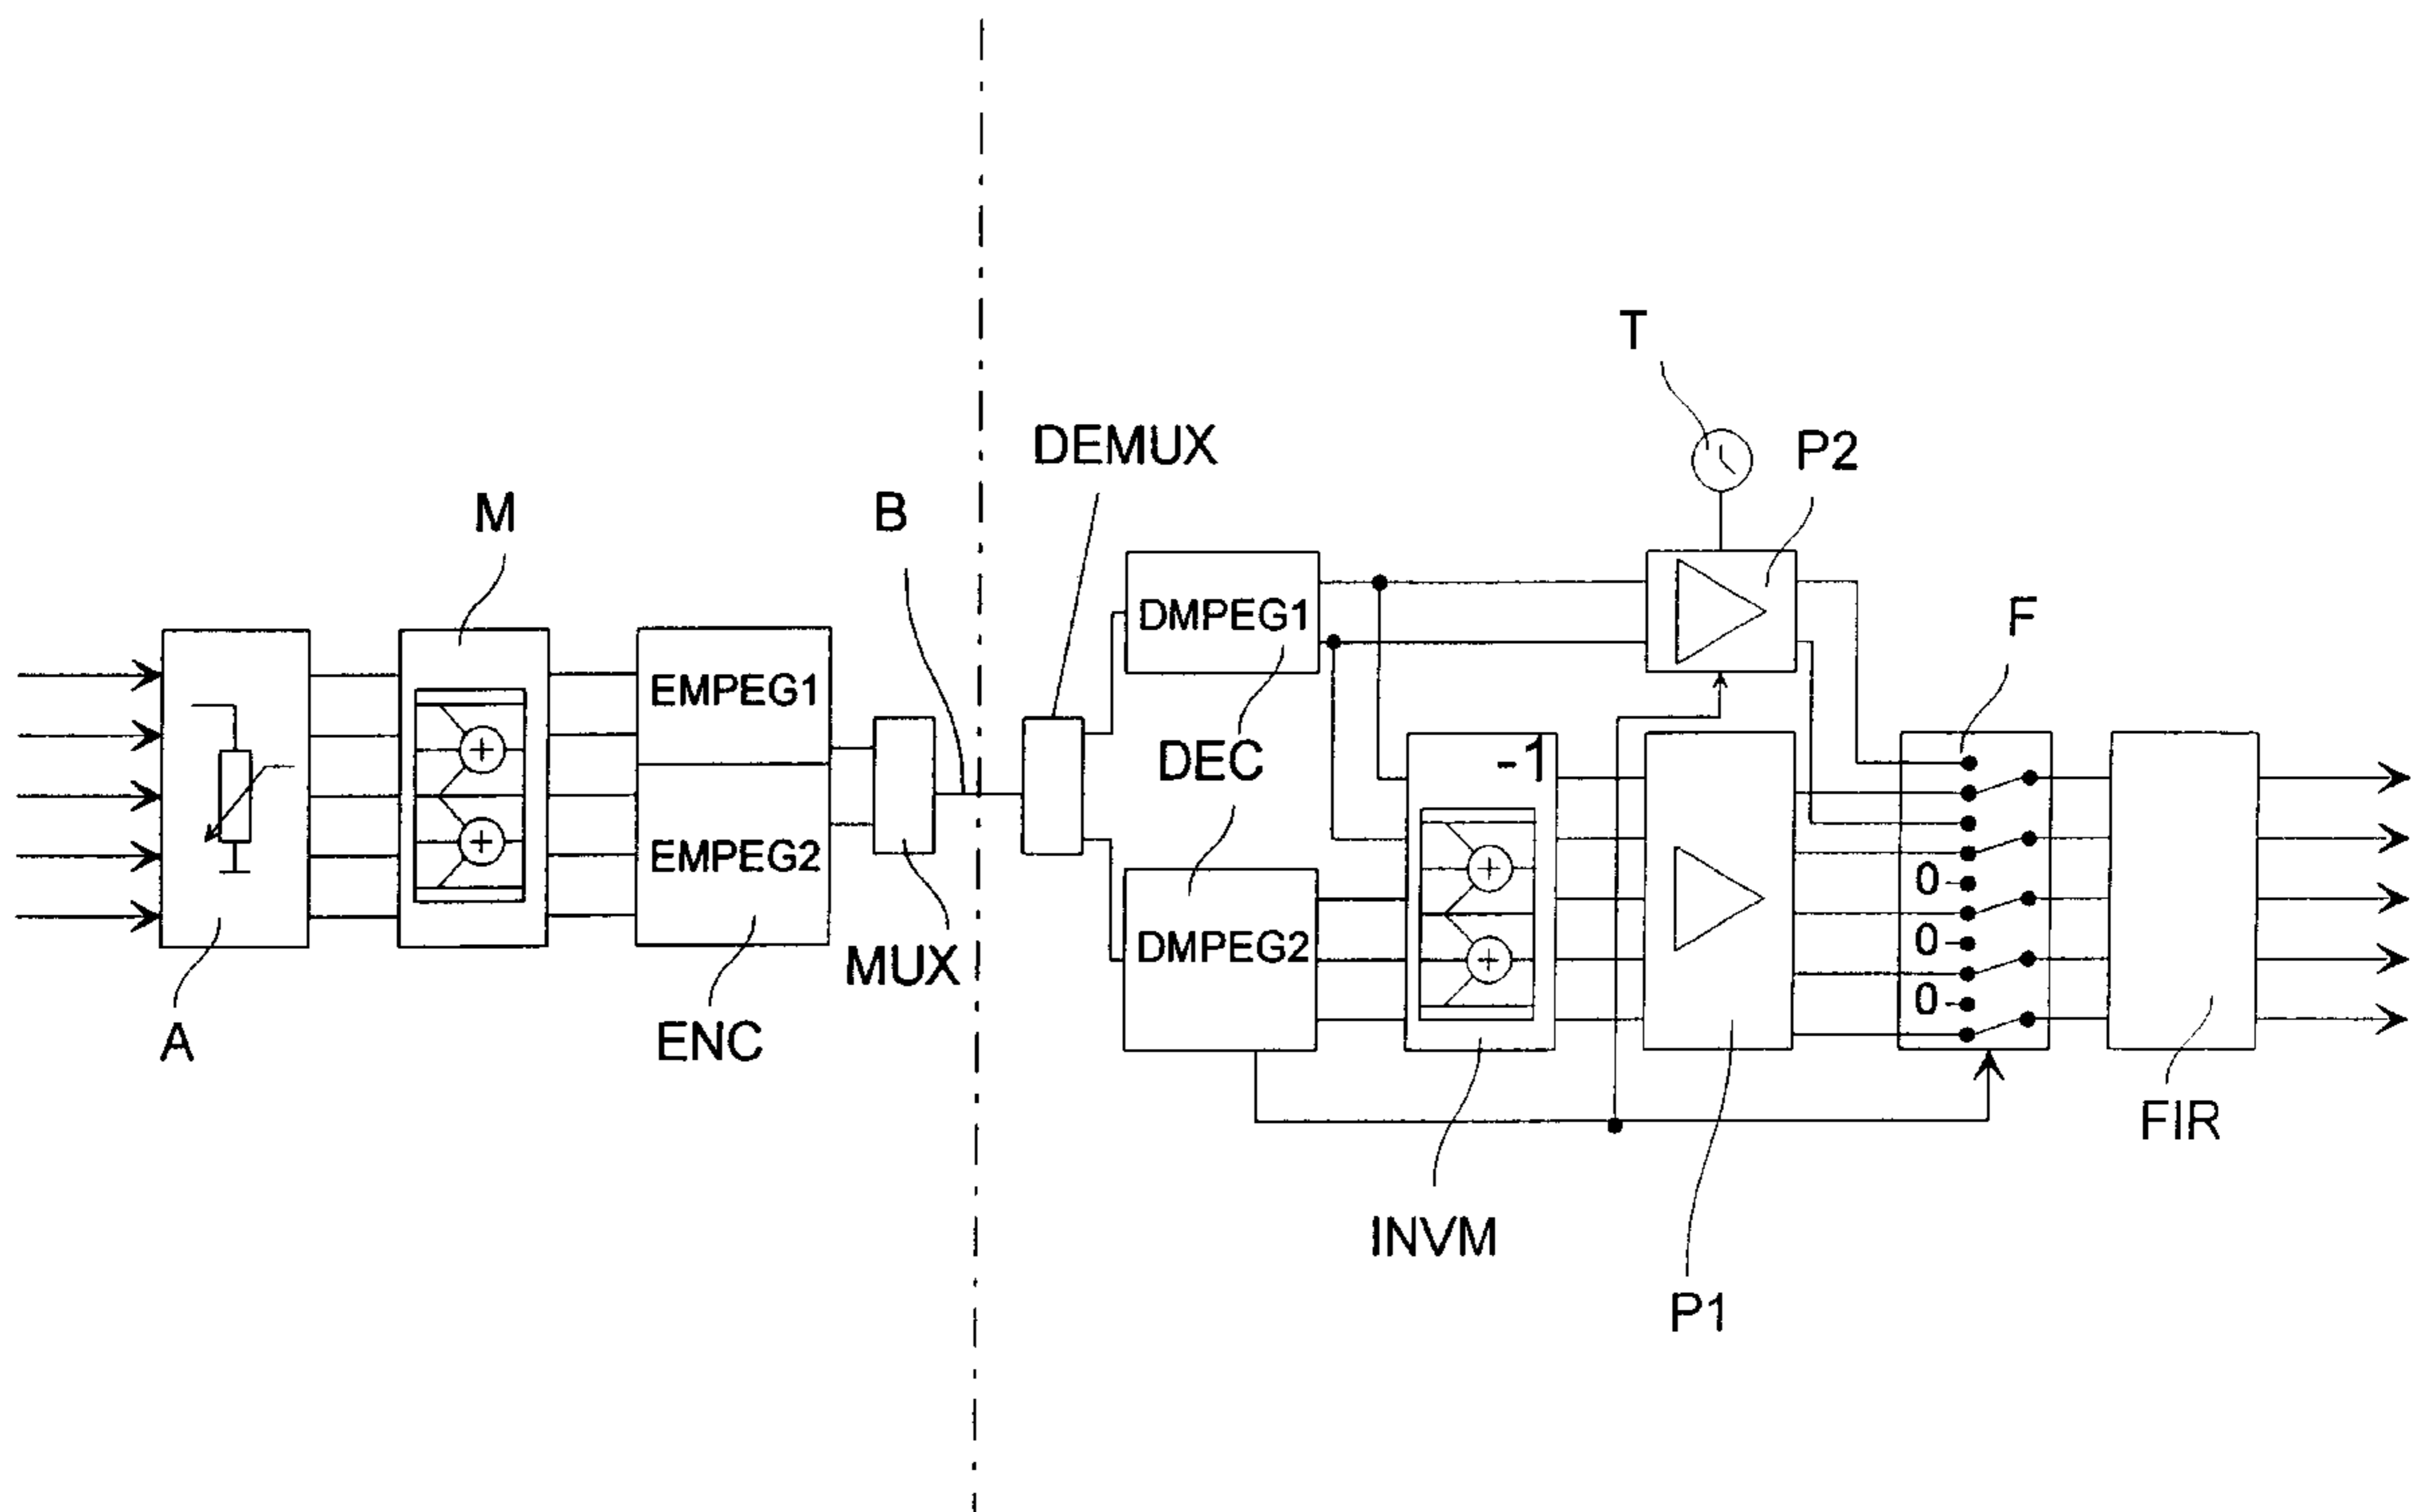 T
P2
DEMUX
B
M
F
DMPEG1
EMPEG1
DEC
-1
EMPEG2
0
DMPEG2
0
MUX
0
A
ENC
FIR
INVM
P1